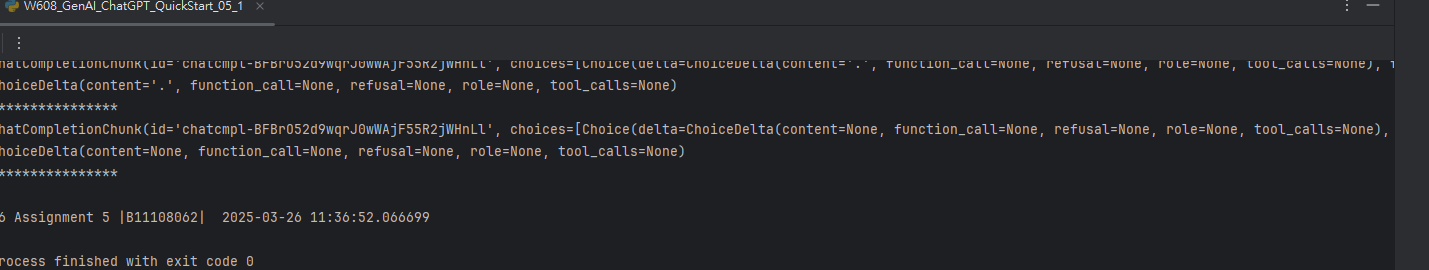 W608_GenAI_ChatGPT_QuickStart_05_1
hatCompletionChunk(id='chatcmpl-BFBrO52d9wqrJ0wWAjF55R2jWHnLl', choices=[Choice(delta=ChoiceDelta(content='.', function_call=None, refusal=None, role=None, tool_calls=None), f
hoiceDelta(content='.', function_call=None, refusal=None, role=None, tool_calls=None)
***************
hatCompletionChunk(id='chatcmpl-BFBrO52d9wqrJ0wWAjF55R2jWHnLl', choices=[Choice(delta=ChoiceDelta(content=None, function_call=None, refusal=None, role=None, tool_calls=None),
hoiceDelta(content=None, function_call=None, refusal=None, role=None, tool_calls=None)
***************
6 Assignment 5 |B11108062|  2025-03-26 11:36:52.066699
rocess finished with exit code 0